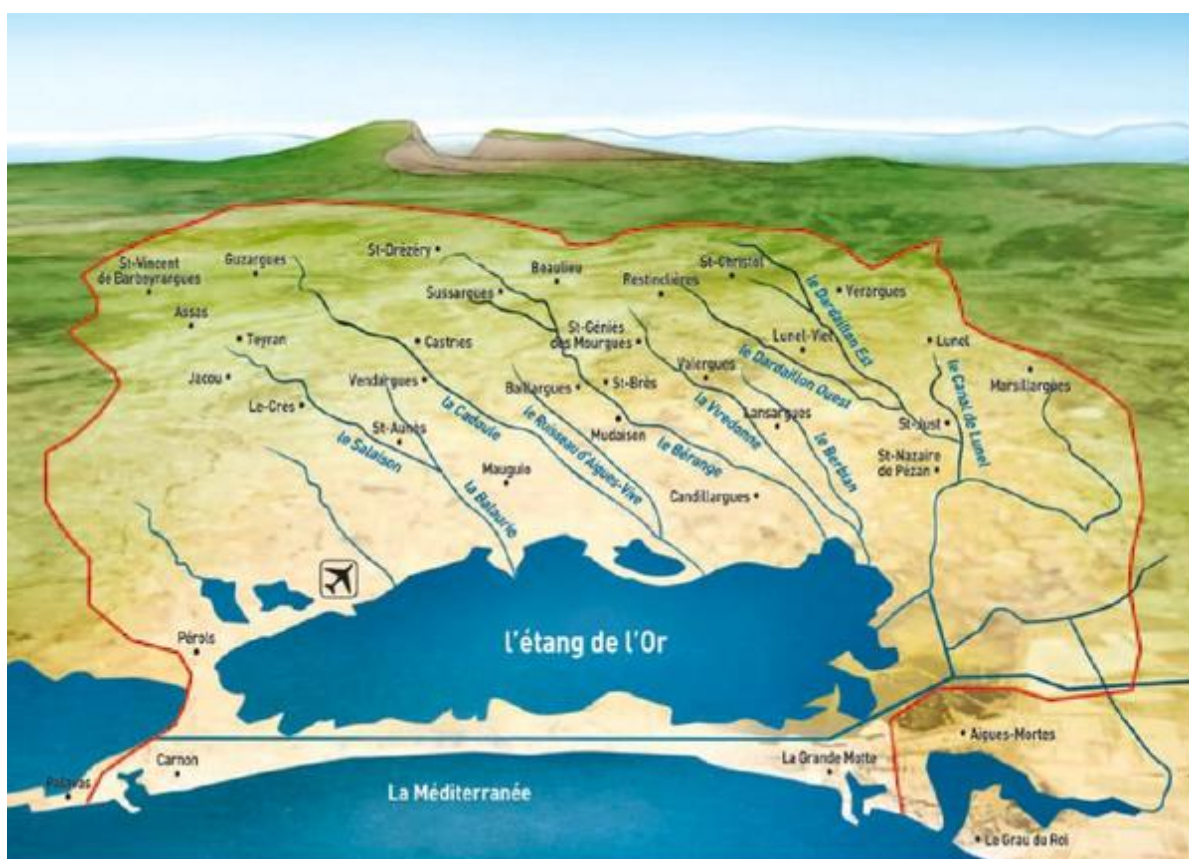 St-Drézéry
St-Vincent
de Barbeyrargues
Guzargues
Beaulieu
St-Christol
Restinclières
Sussargues
Verargues
le Dardaillon Est
Assas
Teyran
Castries
St-Géniès
des Mourgues
Lunel-Viel
Lunel
Jacou
Vendargues
Baillargues
St-Brès
Valergues
le Dardaillon Ouest
Marsillargues
le Canal de Lunel
Le-Grès
la Cadoule
le Ruisseau d'Aigues-Vive
Mudaison
la Viredonne
Lansargues
St-Just
St-Aunès
le Salaison
le Bérange
le Berbian
St-Nazaire
de Pézan
Mauguio
la Balaurie
Candillargues
Pérols
l'étang de l'Or
Aigues-Mortes
Carnon
La Grande Motte
Palavas
La Méditerranée
Le Grau du Roi